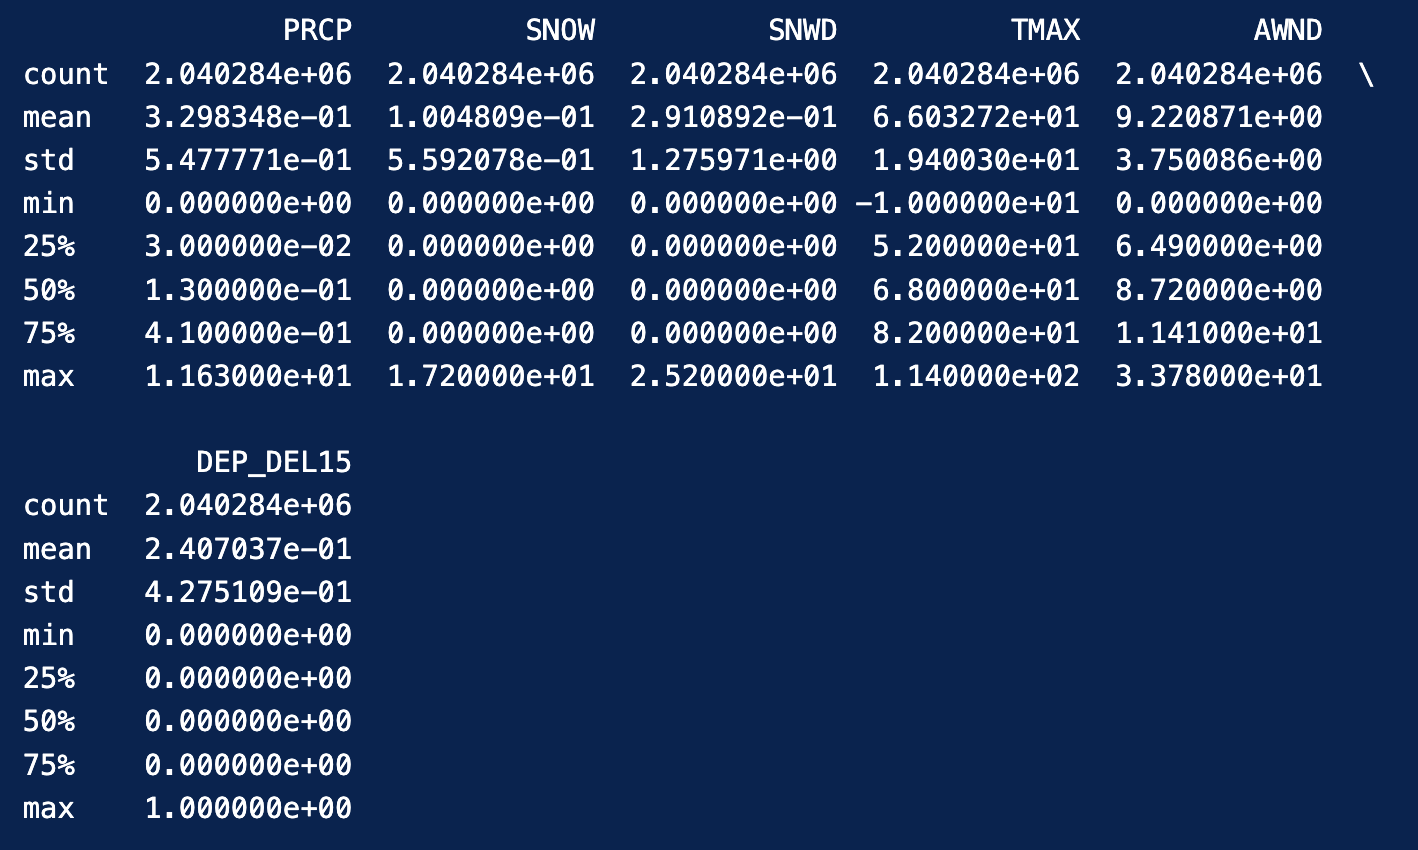 PRCP          SNOW          SNWD          TMAX          AWND
count  2.040284e+06  2.040284e+06  2.040284e+06  2.040284e+06  2.040284e+06  \
mean   3.298348e-01  1.004809e-01  2.910892e-01  6.603272e+01  9.220871e+00
std    5.477771e-01  5.592078e-01  1.275971e+00  1.940030e+01  3.750086e+00
min    0.000000e+00  0.000000e+00  0.000000e+00 -1.000000e+01  0.000000e+00
25%    3.000000e-02  0.000000e+00  0.000000e+00  5.200000e+01  6.490000e+00
50%    1.300000e-01  0.000000e+00  0.000000e+00  6.800000e+01  8.720000e+00
75%    4.100000e-01  0.000000e+00  0.000000e+00  8.200000e+01  1.141000e+01
max    1.163000e+01  1.720000e+01  2.520000e+01  1.140000e+02  3.378000e+01

          DEP_DEL15
count  2.040284e+06
mean   2.407037e-01
std    4.275109e-01
min    0.000000e+00
25%    0.000000e+00
50%    0.000000e+00
75%    0.000000e+00
max    1.000000e+00